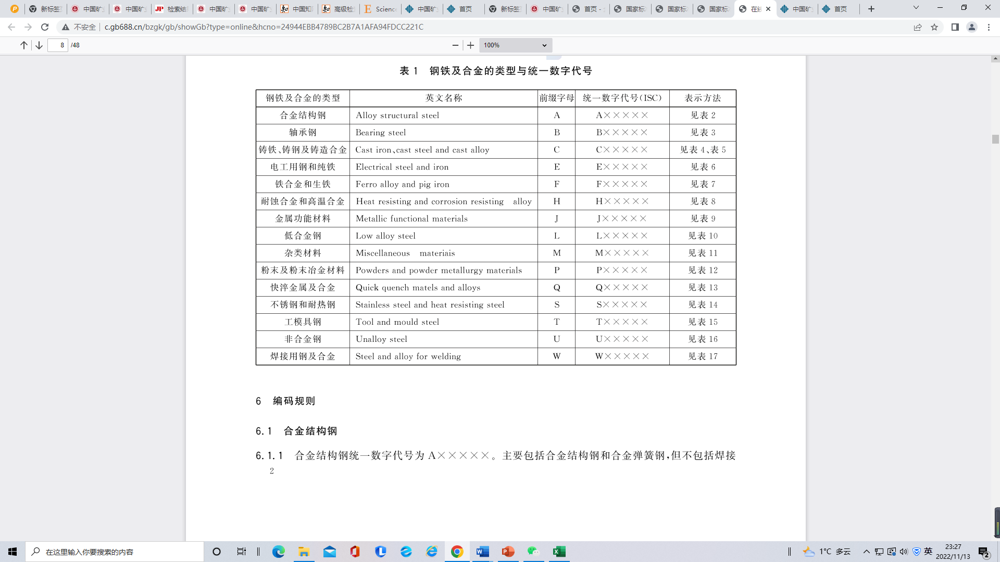 新标签 中国矿业 中国矿业 检索结果 中国矿业 中国矿业 中国知网 高级检索 Science 中国矿业 首页 新标签页 中国矿业 首页 - 国家标准 国家标准 国家标准 在线 中国矿业 首页
不安全 c.gb688.cn/bzgk/gb/showGb?type=online&hcno=24944EBB4789BC2B7A1AFA94FDCC221C
8 /48 100%
表 1 钢铁及合金的类型与统一数字代号
钢铁及合金的类型 英文名称 前缀字母 统一数字代号(ISC) 表示方法
合金结构钢 Alloy structural steel A A××××× 见表 2
轴承钢 Bearing steel B B××××× 见表 3
铸铁、铸钢及铸造合金 Cast iron、cast steel and cast alloy C C××××× 见表 4、表 5
电工用钢和纯铁 Electrical steel and iron E E××××× 见表 6
铁合金和生铁 Ferro alloy and pig iron F F××××× 见表 7
耐蚀合金和高温合金 Heat resisting and corrosion resisting alloy H H××××× 见表 8
金属功能材料 Metallic functional materials J J××××× 见表 9
低合金钢 Low alloy steel L L××××× 见表 10
杂类材料 Miscellaneous materiais M M××××× 见表 11
粉末及粉末冶金材料 Powders and powder metallurgy materials P P××××× 见表 12
快淬金属及合金 Quick quench matels and alloys Q Q××××× 见表 13
不锈钢和耐热钢 Stainless steel and heat resisting steel S S××××× 见表 14
工模具钢 Tool and mould steel T T××××× 见表 15
非合金钢 Unalloy steel U U××××× 见表 16
焊接用钢及合金 Steel and alloy for welding W W××××× 见表 17
6 编码规则
6.1 合金结构钢
6.1.1 合金结构钢统一数字代号为 A×××××。主要包括合金结构钢和合金弹簧钢,但不包括焊接
2
在这里输入你要搜索的内容 1°C 多云 英 23:27
2022/11/13 2